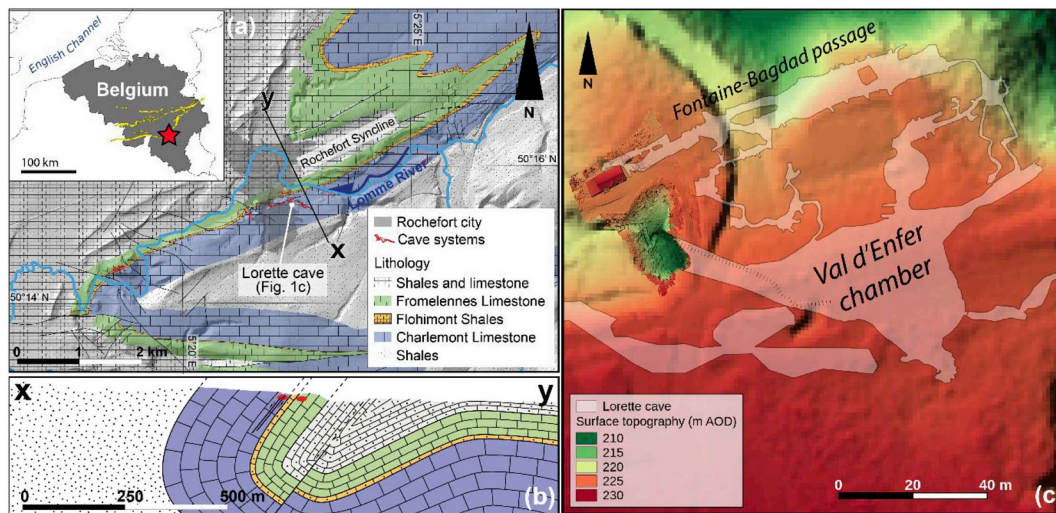 (a)
English Channel
Belgium
100 km
5°25' E
N
y
Rochefort Syncline
50°16' N
Lomme River
x
Rochefort city
Cave systems
Lorette cave
(Fig. 1c)
Lithology
Shales and limestone
Fromelennes Limestone
Flohimont Shales
Charlemont Limestone
Shales
50°14' N
5°20' E
0 1 2 km
x
y
0 250 500 m
(b)
N
Fontaine-Bagdad passage
Val d'Enfer
chamber
Lorette cave
Surface topography (m AOD)
210
215
220
225
230
0 20 40 m
(c)